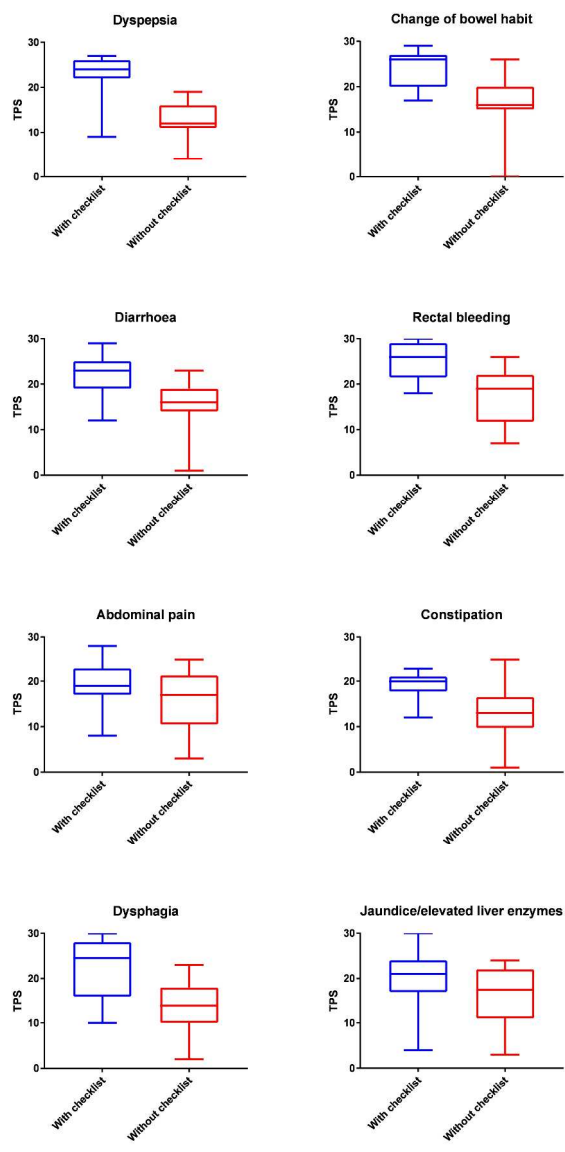 Dyspepsia
30
20
10
0
TPS
With checklist
Without checklist
Change of bowel habit
30
20
10
0
TPS
With checklist
Without checklist
Diarrhoea
30
20
10
0
TPS
With checklist
Without checklist
Rectal bleeding
30
20
10
0
TPS
With checklist
Without checklist
Abdominal pain
30
20
10
0
TPS
With checklist
Without checklist
Constipation
30
20
10
0
TPS
With checklist
Without checklist
Dysphagia
30
20
10
0
TPS
With checklist
Without checklist
Jaundice/elevated liver enzymes
30
20
10
0
TPS
With checklist
Without checklist